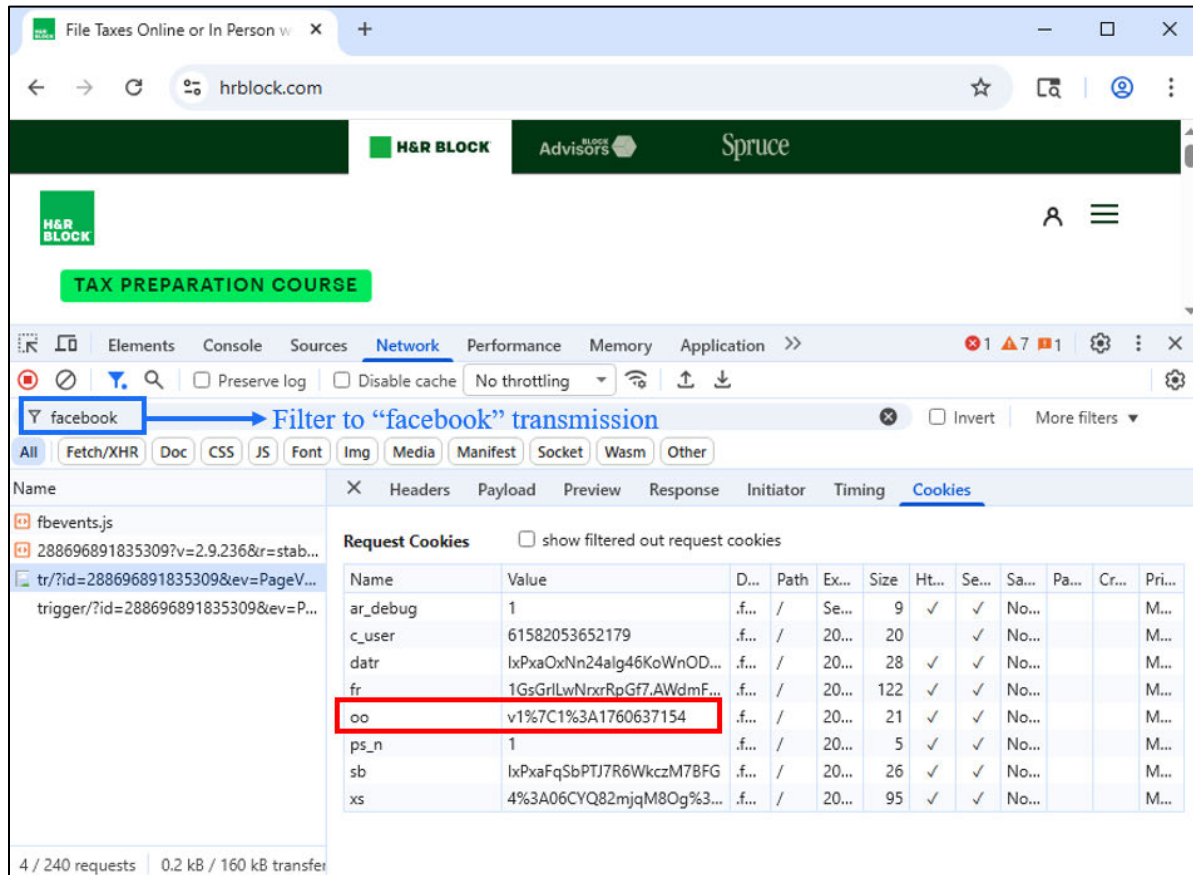 H&R BLOCK File Taxes Online or In Person w
hrblock.com
H&R BLOCK BLOCK Advisors Spruce
H&R
BLOCK
TAX PREPARATION COURSE
Elements Console Sources Network Performance Memory Application 1 7 1
Preserve log Disable cache No throttling
facebook Filter to “facebook” transmission Invert More filters
All Fetch/XHR Doc CSS JS Font Img Media Manifest Socket Wasm Other
Name Headers Payload Preview Response Initiator Timing Cookies
fbevents.js
288696891835309?v=2.9.236&r=stab...
tr/?id=288696891835309&ev=PageV...
trigger/?id=288696891835309&ev=P...
Request Cookies show filtered out request cookies
Name Value D... Path Ex... Size Ht... Se... Sa... Pa... Cr... Pri...
ar_debug 1 .f... / Se... 9 ✓ ✓ No... M...
c_user 61582053652179 .f... / 20... 20 ✓ No... M...
datr IxPxaOxNn24alg46KoWnOD... .f... / 20... 28 ✓ ✓ No... M...
fr 1GsGrILwNrxrRpGf7.AWdmF... .f... / 20... 122 ✓ ✓ No... M...
oo v1%7C1%3A1760637154 .f... / 20... 21 ✓ ✓ No... M...
ps_n 1 .f... / 20... 5 ✓ ✓ No... M...
sb IxPxaFqSbPTJ7R6WkczM7BFG .f... / 20... 26 ✓ ✓ No... M...
xs 4%3A06CYQ82mjqM8Og%3... .f... / 20... 95 ✓ ✓ No... M...
4 / 240 requests 0.2 kB / 160 kB transfer